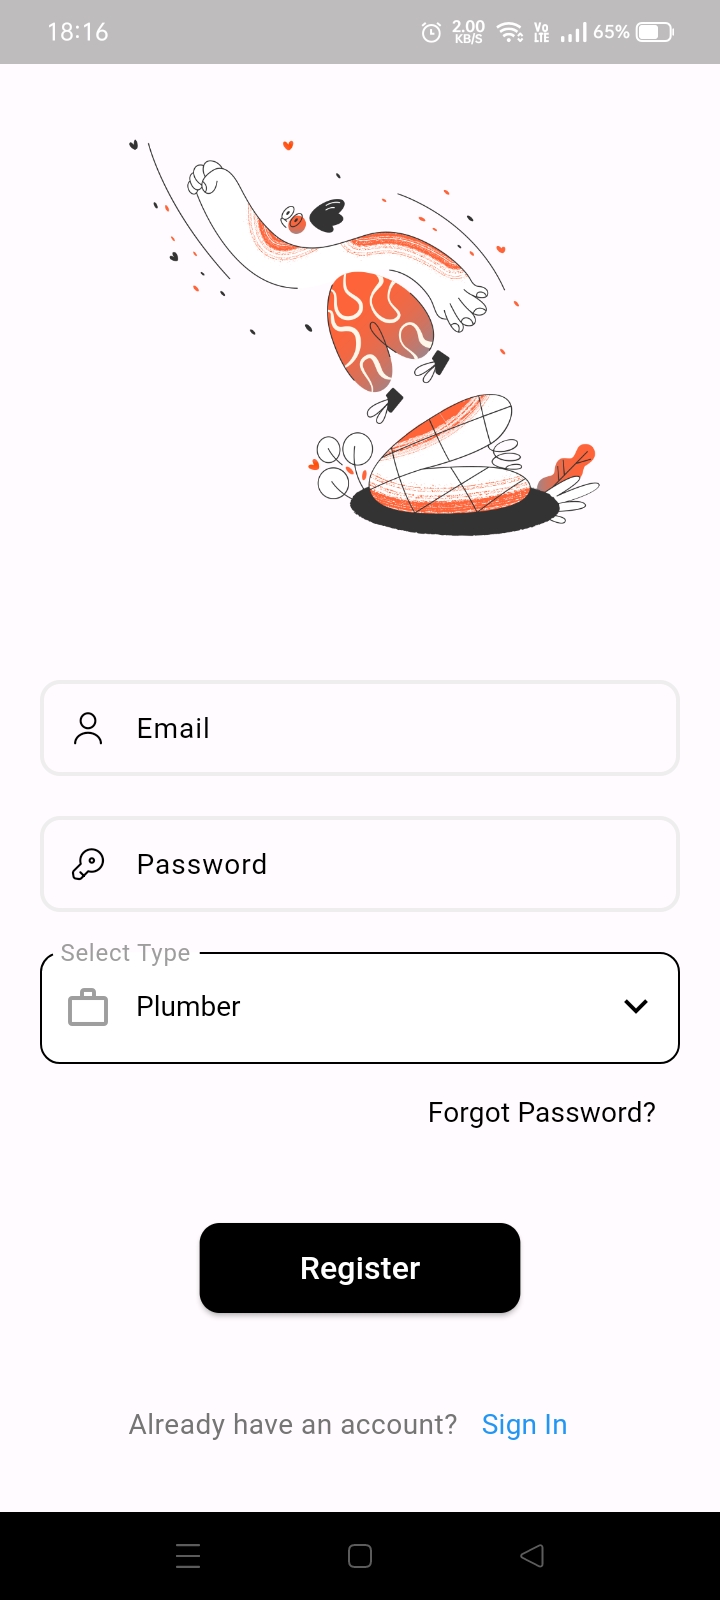 18:16
2.00 KB/S Vo LTE 65%
Email
Password
Select Type
Plumber
Forgot Password?
Register
Already have an account? Sign In